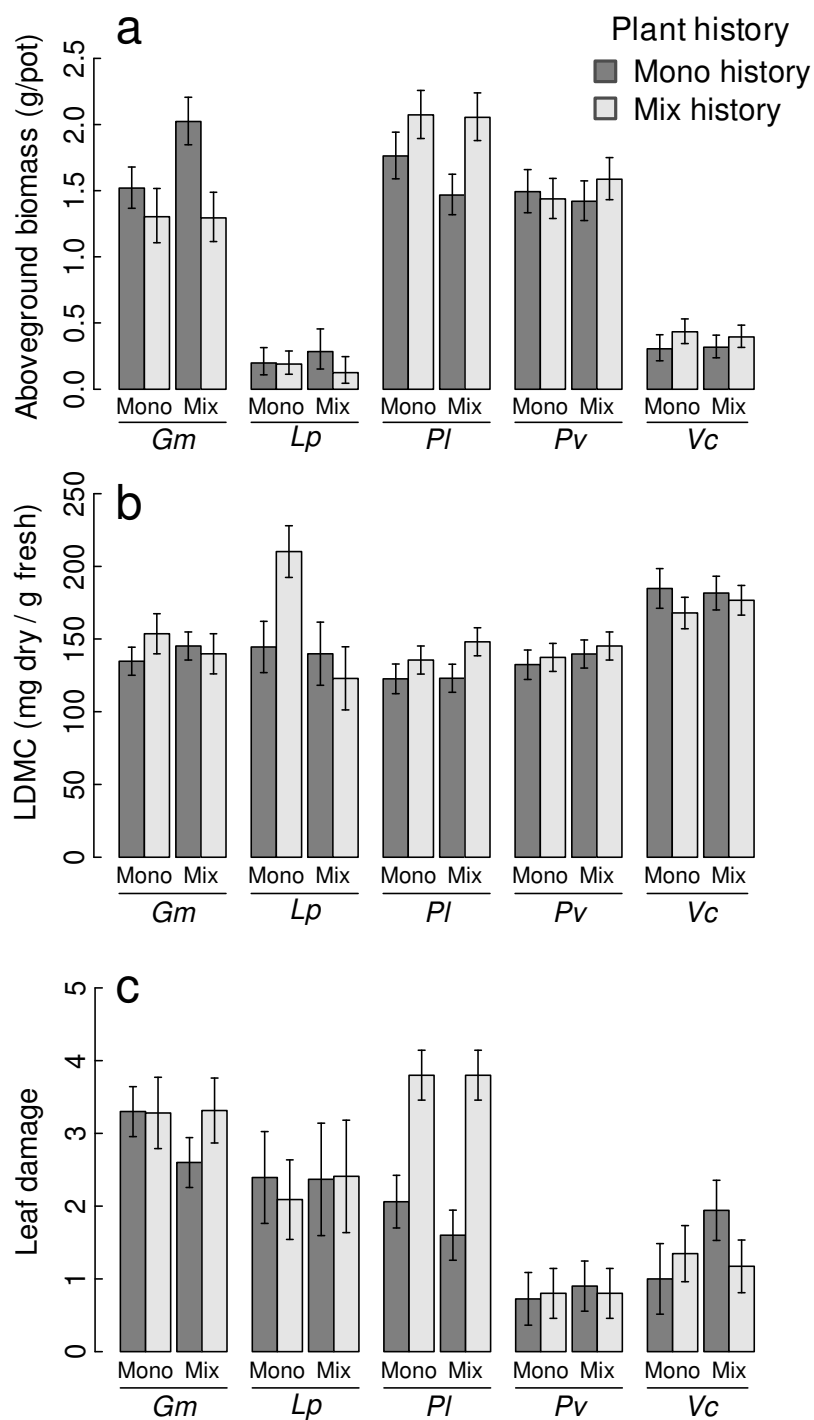 a
Plant history
Mono history
Mix history
Aboveground biomass (g/pot)
2.5
2.0
1.5
1.0
0.5
0.0
Mono Mix Mono Mix Mono Mix Mono Mix Mono Mix
Gm Lp Pl Pv Vc
b
LDMC (mg dry / g fresh)
250
200
150
100
50
0
Mono Mix Mono Mix Mono Mix Mono Mix Mono Mix
Gm Lp Pl Pv Vc
c
Leaf damage
5
4
3
2
1
0
Mono Mix Mono Mix Mono Mix Mono Mix Mono Mix
Gm Lp Pl Pv Vc